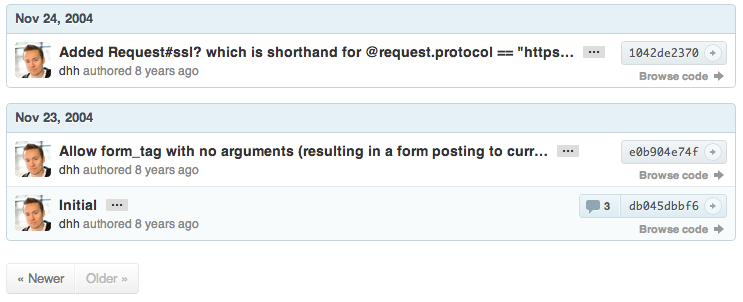 Nov 24, 2004
Added Request#ssl? which is shorthand for @request.protocol == "https… ··· 1042de2370
dhh authored 8 years ago Browse code
Nov 23, 2004
Allow form_tag with no arguments (resulting in a form posting to curr… ··· e0b904e74f
dhh authored 8 years ago Browse code
Initial ··· 3 db045dbbf6
dhh authored 8 years ago Browse code
« Newer Older »